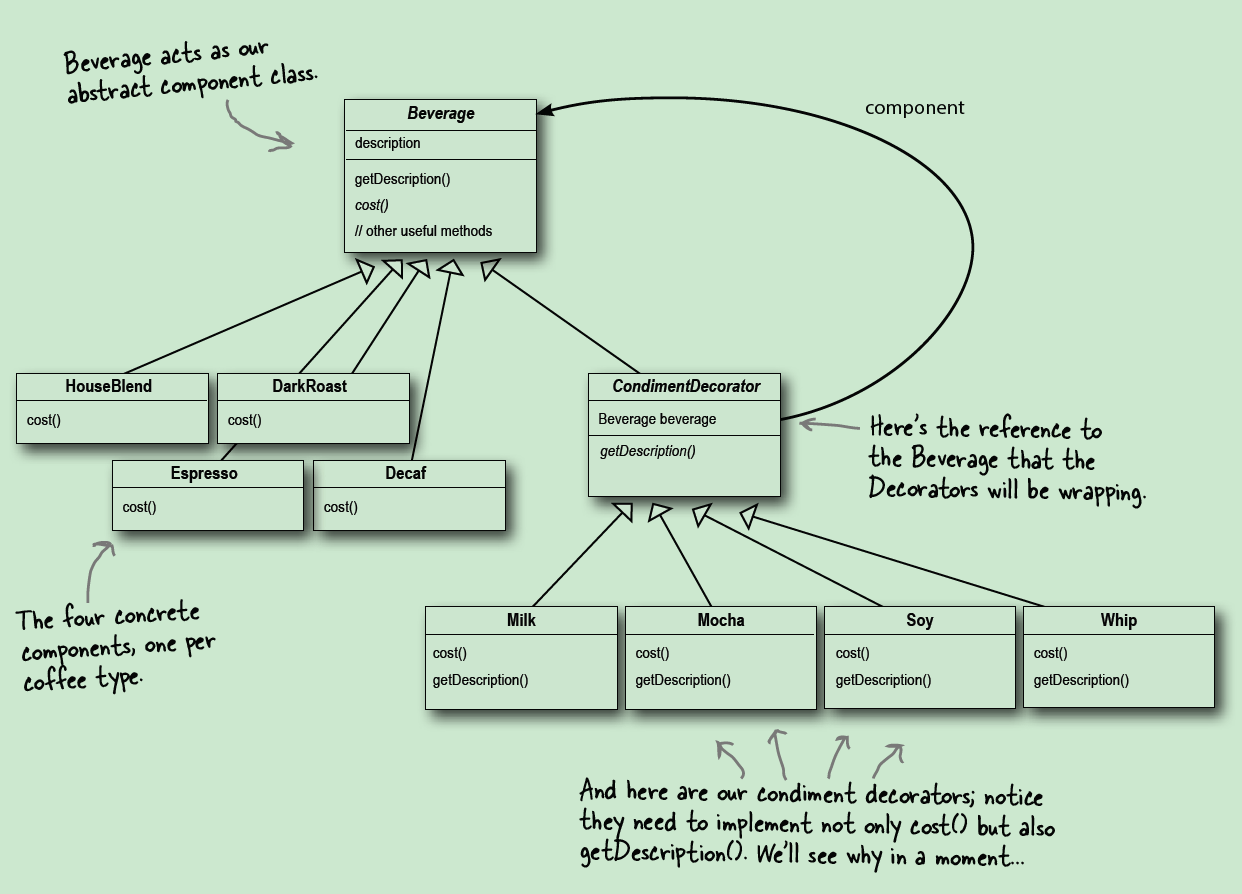 Beverage acts as our
abstract component class.
component
Beverage
description
getDescription()
cost()
// other useful methods
HouseBlend
cost()
DarkRoast
cost()
Espresso
cost()
Decaf
cost()
CondimentDecorator
Beverage beverage
getDescription()
Here's the reference to
the Beverage that the
Decorators will be wrapping.
The four concrete
components, one per
coffee type.
Milk
cost()
getDescription()
Mocha
cost()
getDescription()
Soy
cost()
getDescription()
Whip
cost()
getDescription()
And here are our condiment decorators; notice
they need to implement not only cost() but also
getDescription(). We'll see why in a moment...